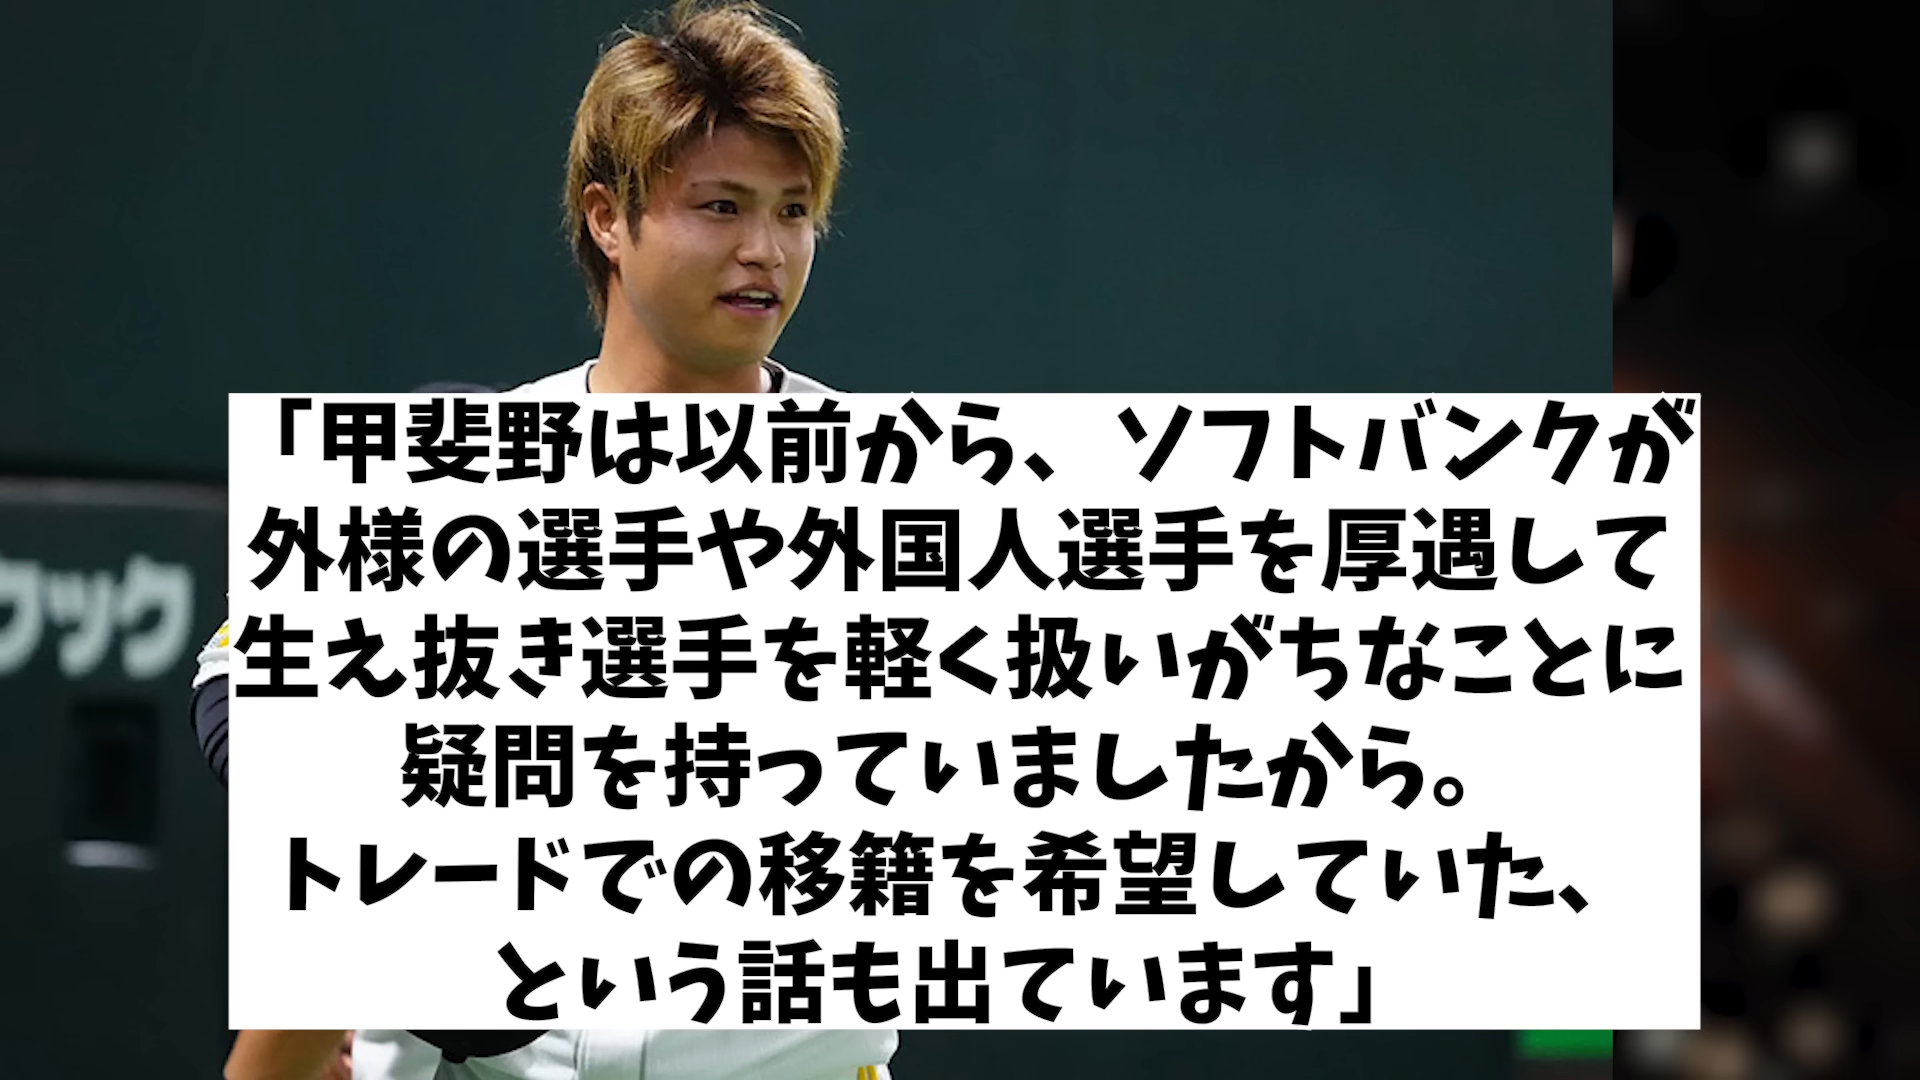 「甲斐野は以前から、ソフトバンクが
外様の選手や外国人選手を厚遇して
生え抜き選手を軽く扱いがちなことに
疑問を持っていましたから。
トレードでの移籍を希望していた、
という話も出ています」
クック